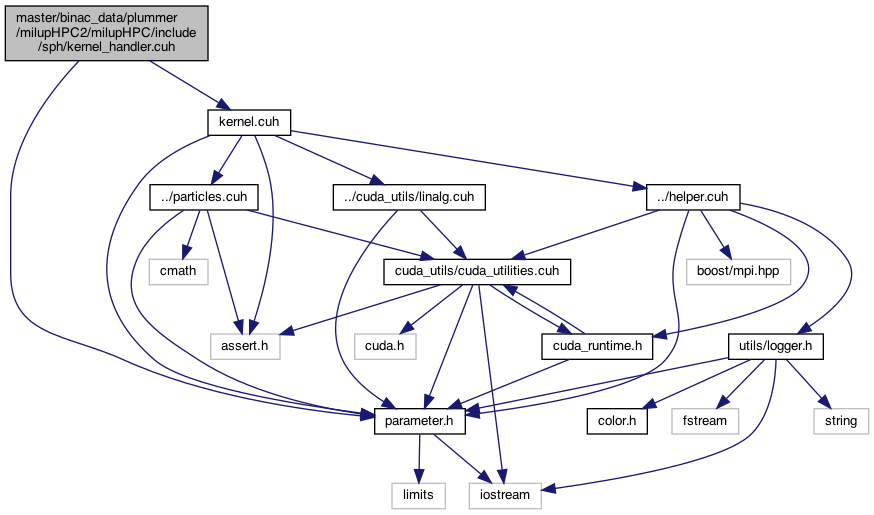 master/binac_data/plummer
/milupHPC2/milupHPC/include
/sph/kernel_handler.cuh
kernel.cuh
../particles.cuh
../cuda_utils/linalg.cuh
../helper.cuh
cmath
cuda_utils/cuda_utilities.cuh
boost/mpi.hpp
assert.h
cuda.h
cuda_runtime.h
utils/logger.h
parameter.h
color.h
fstream
string
limits
iostream